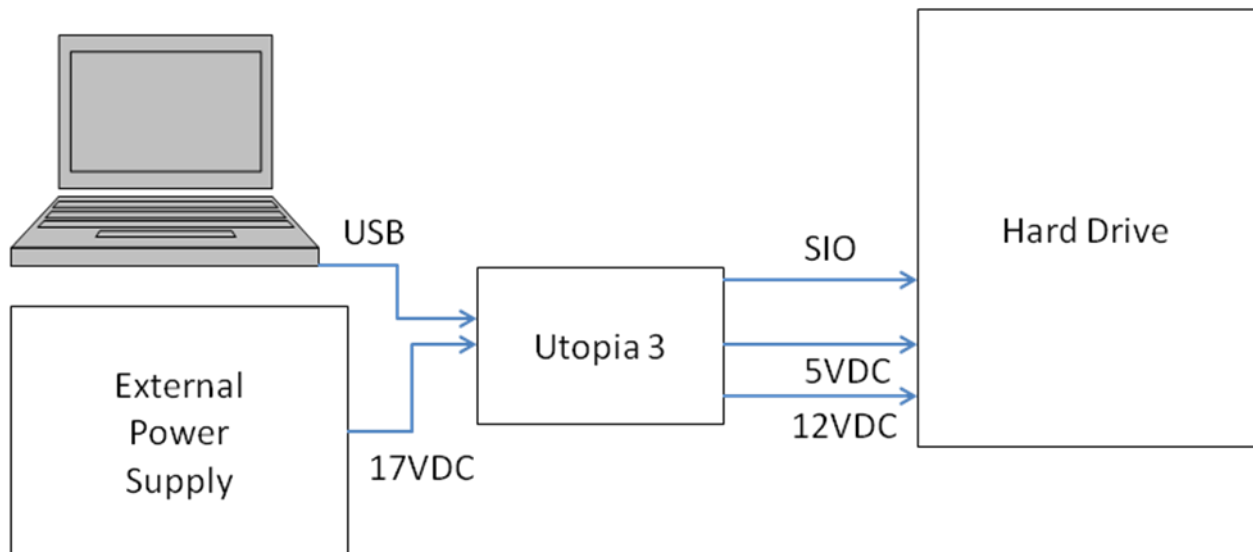 USB
SIO
Hard Drive
Utopia 3
External
Power
Supply
5VDC
12VDC
17VDC